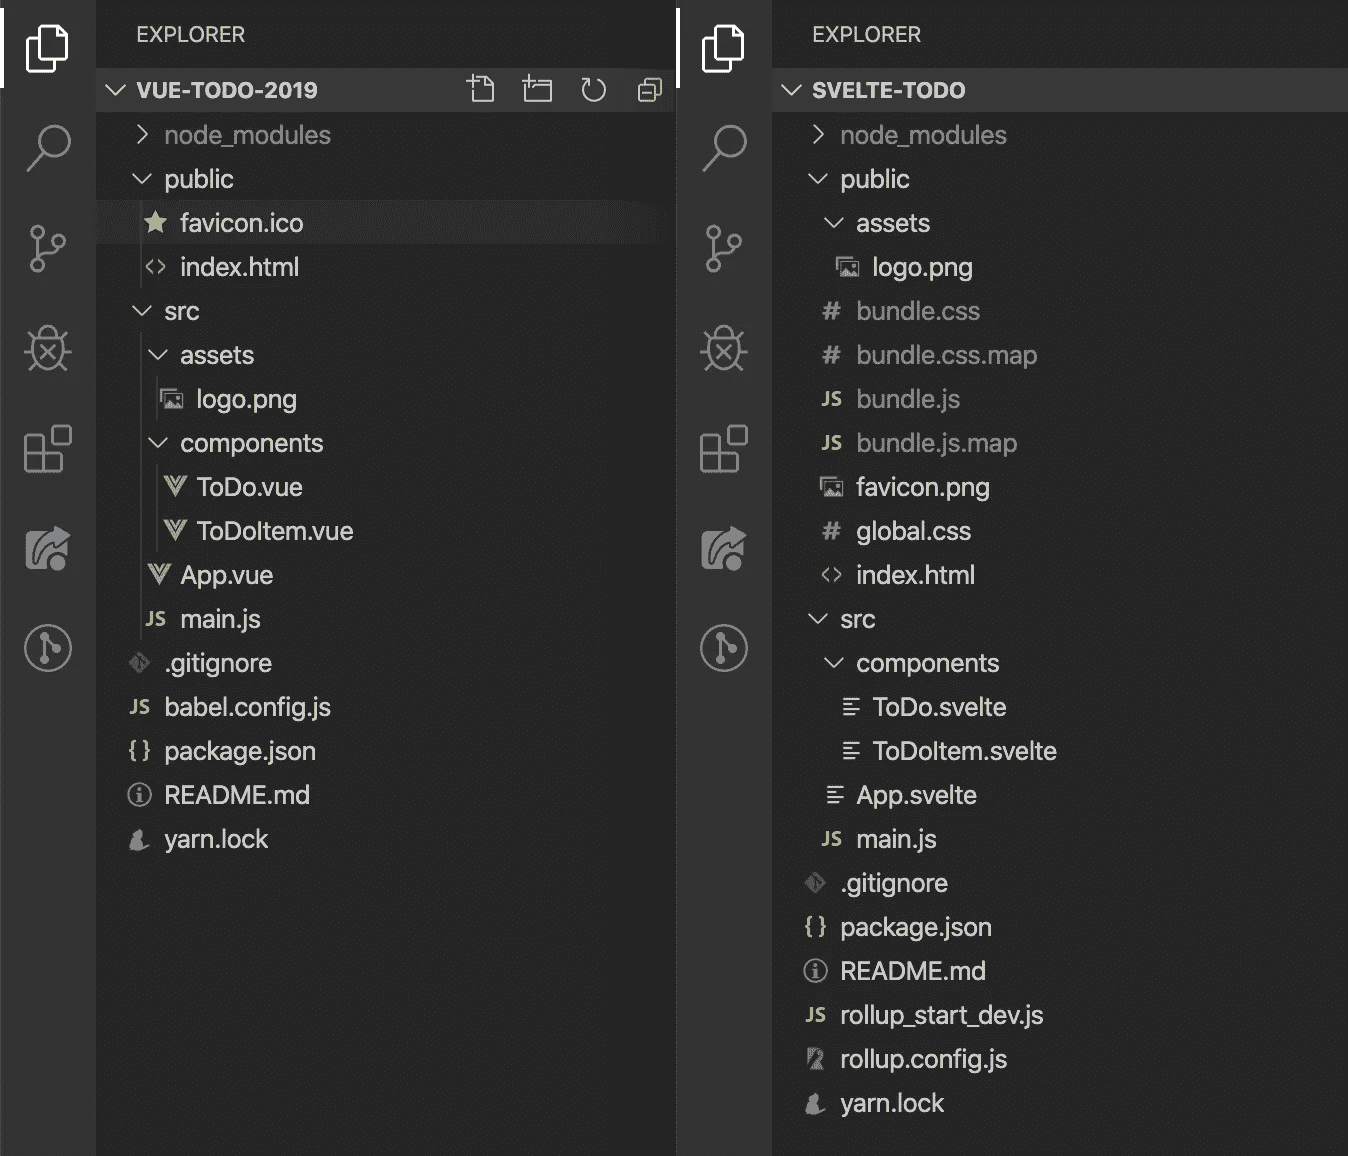 EXPLORER
VUE-TODO-2019
node_modules
public
favicon.ico
<> index.html
src
assets
logo.png
components
ToDo.vue
ToDoItem.vue
App.vue
JS main.js
.gitignore
JS babel.config.js
{} package.json
README.md
yarn.lock
EXPLORER
SVELTE-TODO
node_modules
public
assets
logo.png
# bundle.css
# bundle.css.map
JS bundle.js
JS bundle.js.map
favicon.png
# global.css
<> index.html
src
components
ToDo.svelte
ToDoItem.svelte
App.svelte
JS main.js
.gitignore
{} package.json
README.md
JS rollup_start_dev.js
rollup.config.js
yarn.lock